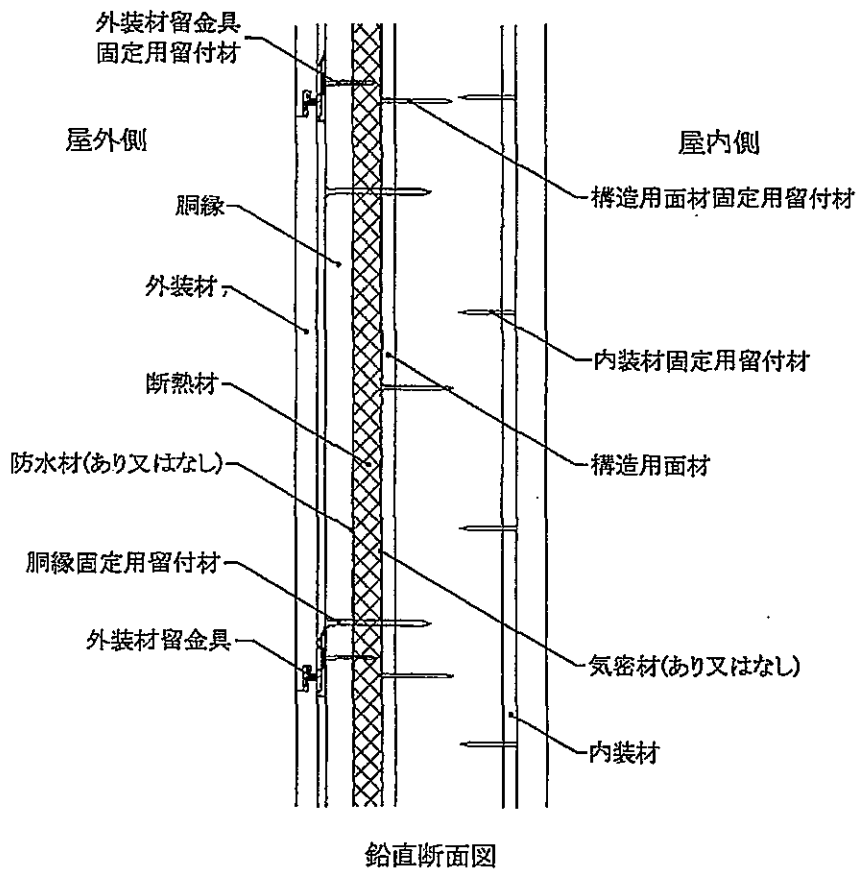 外装材留金具
固定用留付材
屋外側
屋内側
構造用面材固定用留付材
胴縁
外装材
内装材固定用留付材
断熱材
防水材(あり又はなし)
構造用面材
胴縁固定用留付材
外装材留金具
気密材(あり又はなし)
内装材
鉛直断面図